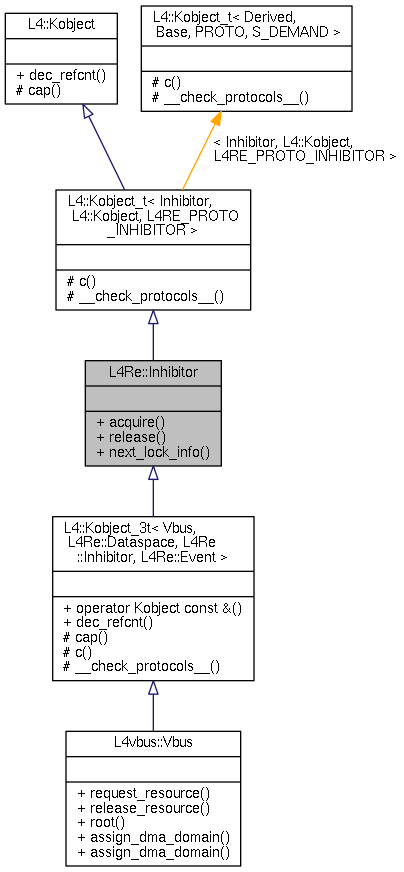 L4::Kobject
+ dec_refcnt()
# cap()
L4::Kobject_t< Derived,
Base, PROTO, S_DEMAND >
# c()
# __check_protocols__()
< Inhibitor, L4::Kobject,
L4RE_PROTO_INHIBITOR >
L4::Kobject_t< Inhibitor,
L4::Kobject, L4RE_PROTO
_INHIBITOR >
# c()
# __check_protocols__()
L4Re::Inhibitor
+ acquire()
+ release()
+ next_lock_info()
L4::Kobject_3t< Vbus,
L4Re::Dataspace, L4Re
::Inhibitor, L4Re::Event >
+ operator Kobject const &()
+ dec_refcnt()
# cap()
# c()
# __check_protocols__()
L4vbus::Vbus
+ request_resource()
+ release_resource()
+ root()
+ assign_dma_domain()
+ assign_dma_domain()